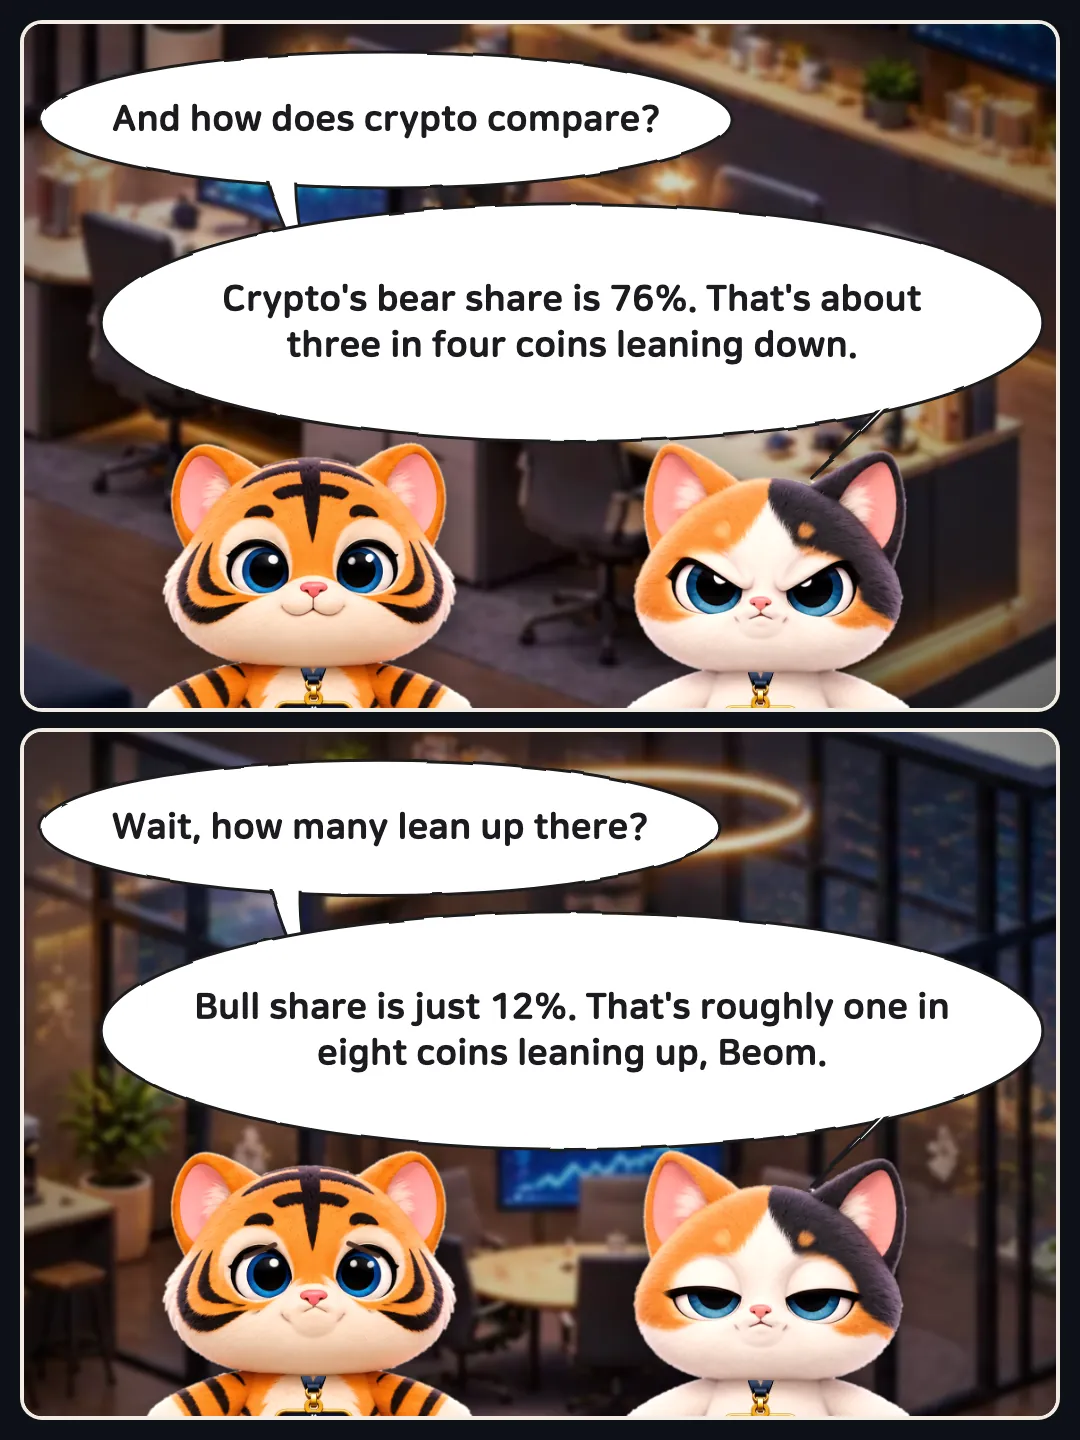 And how does crypto compare?
Crypto's bear share is 76%. That's about
three in four coins leaning down.
Wait, how many lean up there?
Bull share is just 12%. That's roughly one in
eight coins leaning up, Beom.